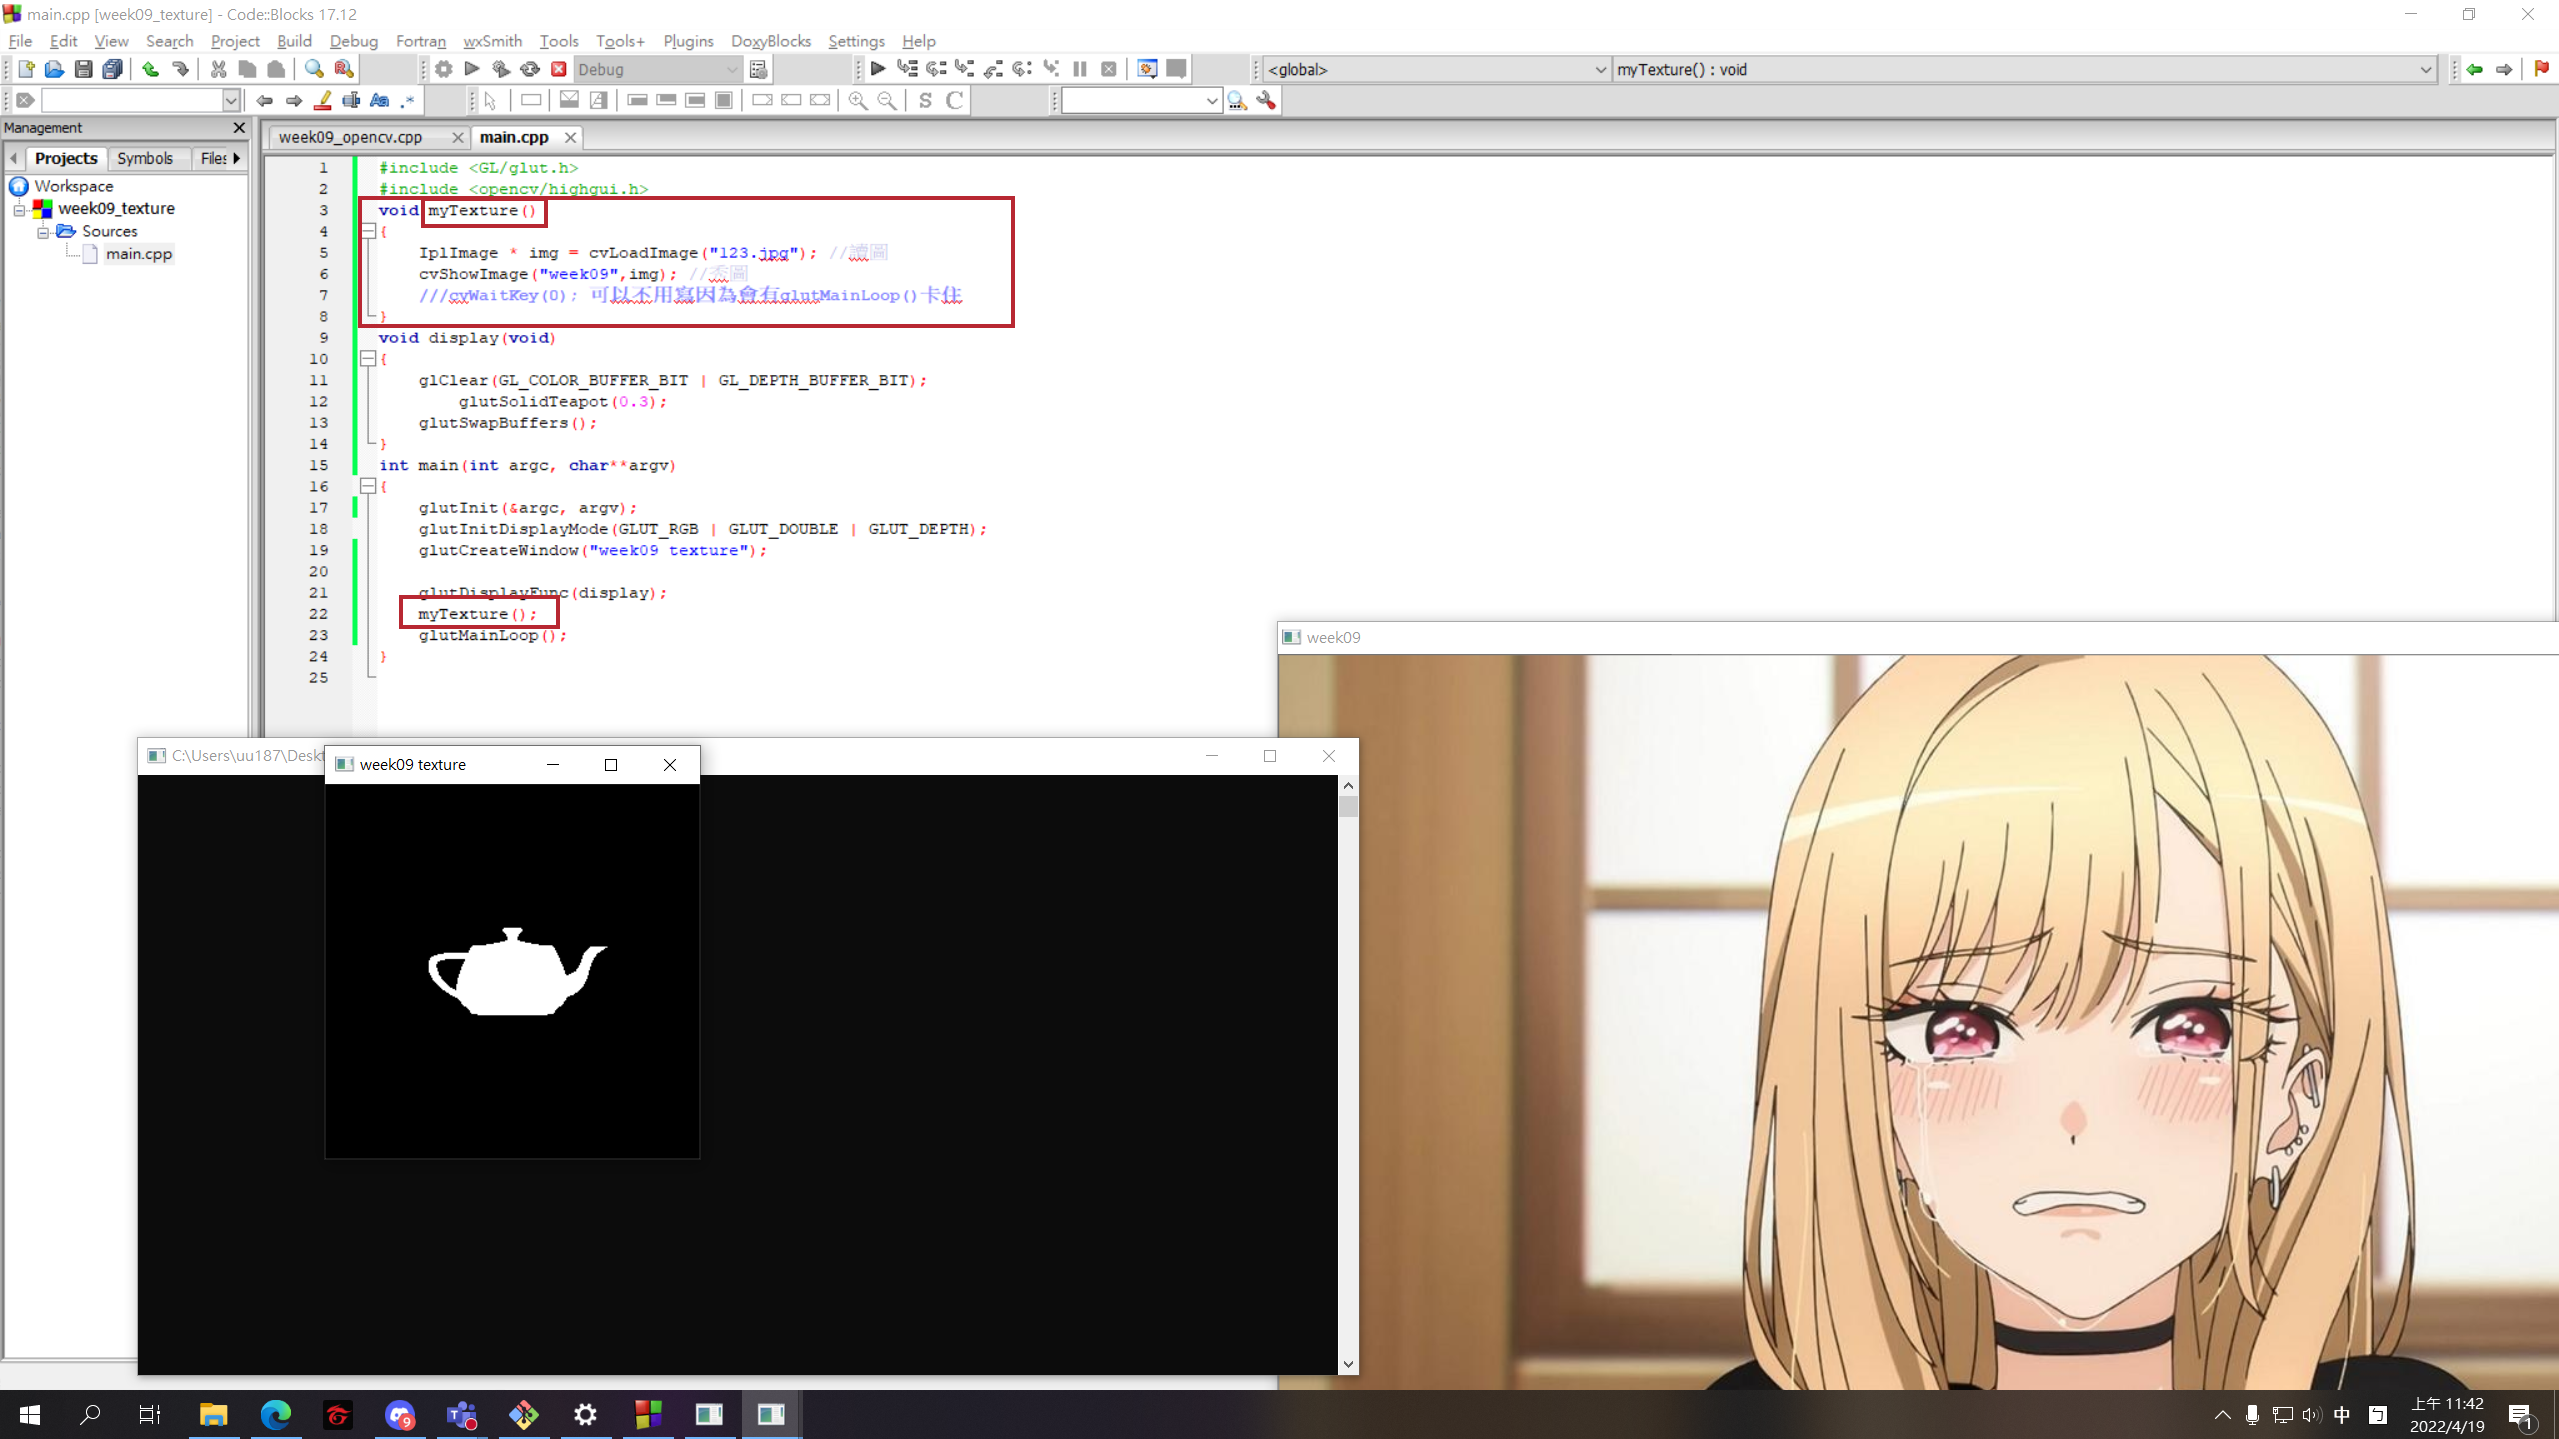 main.cpp [week09_texture] - Code::Blocks 17.12
File Edit View Search Project Build Debug Fortran wxSmith Tools Tools+ Plugins DoxyBlocks Settings Help
Debug
<global>
myTexture() : void
S C
Management
Projects Symbols Files
week09_opencv.cpp
main.cpp
Workspace
week09_texture
Sources
main.cpp
1 #include <GL/glut.h>
2 #include <opencv/highgui.h>
3 void myTexture()
4 {
5 IplImage * img = cvLoadImage("123.jpg"); //讀圖
6 cvShowImage("week09",img); //秀圖
7 ///cvWaitKey(0); 可以不用寫因為會有glutMainLoop()卡住
8 }
9 void display(void)
10 {
11 glClear(GL_COLOR_BUFFER_BIT | GL_DEPTH_BUFFER_BIT);
12 glutSolidTeapot(0.3);
13 glutSwapBuffers();
14 }
15 int main(int argc, char**argv)
16 {
17 glutInit(&argc, argv);
18 glutInitDisplayMode(GLUT_RGB | GLUT_DOUBLE | GLUT_DEPTH);
19 glutCreateWindow("week09 texture");
20
21 glutDisplayFunc(display);
22 myTexture();
23 glutMainLoop();
24 }
25
week09
C:\Users\uu187\Deskt
week09 texture
9
中
上午 11:42
2022/4/19
1